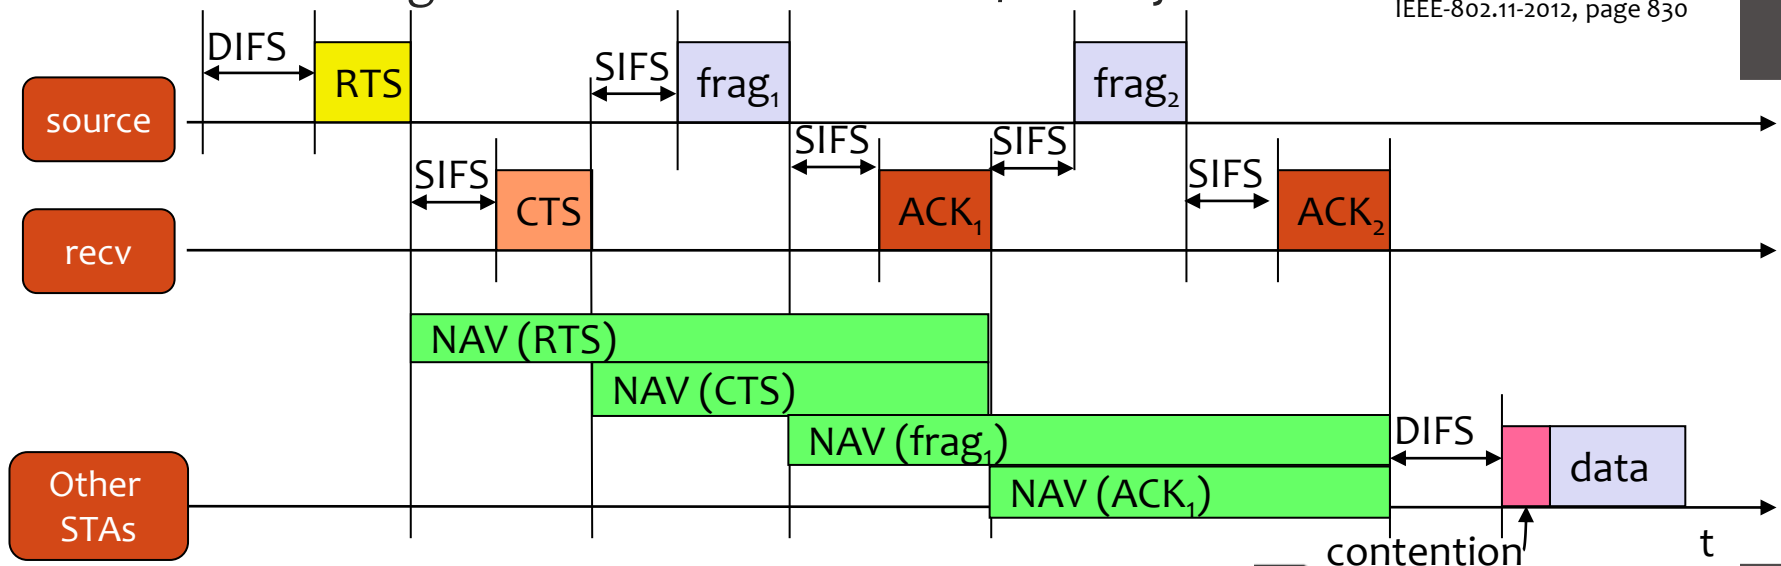 IEEE-802.11-2012, page 830
DIFS
RTS
SIFS
frag1
frag2
source
SIFS
SIFS
SIFS
CTS
ACK1
SIFS
ACK2
recv
NAV (RTS)
NAV (CTS)
NAV (frag1)
DIFS
data
NAV (ACK1)
Other
STAs
contention
t